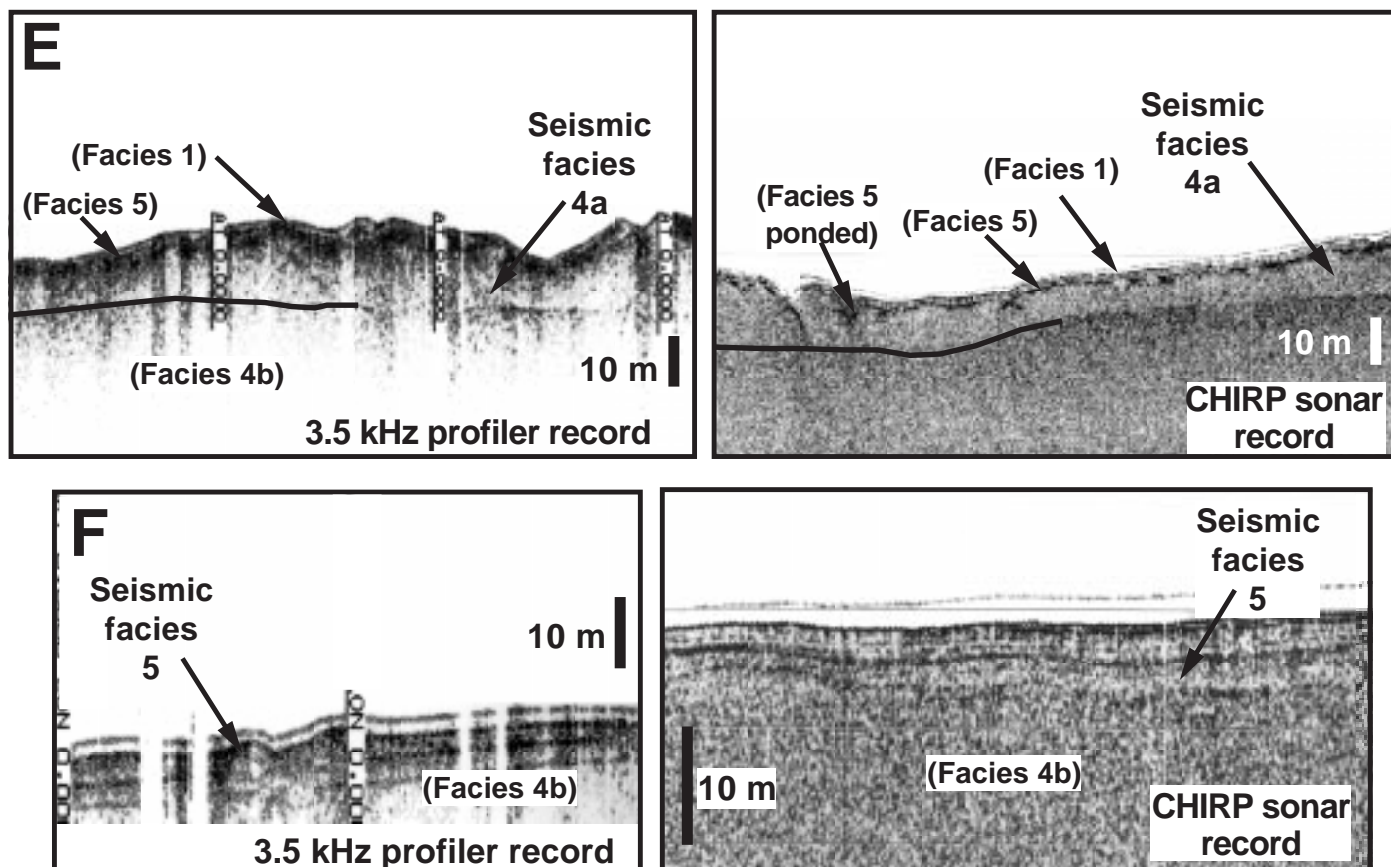 E
(Facies 1)
(Facies 5)
Seismic
facies
4a
(Facies 4b)
10 m
3.5 kHz profiler record
(Facies 5
ponded)
(Facies 5)
(Facies 1)
Seismic
facies
4a
10 m
CHIRP sonar
record
F
Seismic
facies
5
10 m
(Facies 4b)
3.5 kHz profiler record
Seismic
facies
5
10 m
(Facies 4b)
CHIRP sonar
record